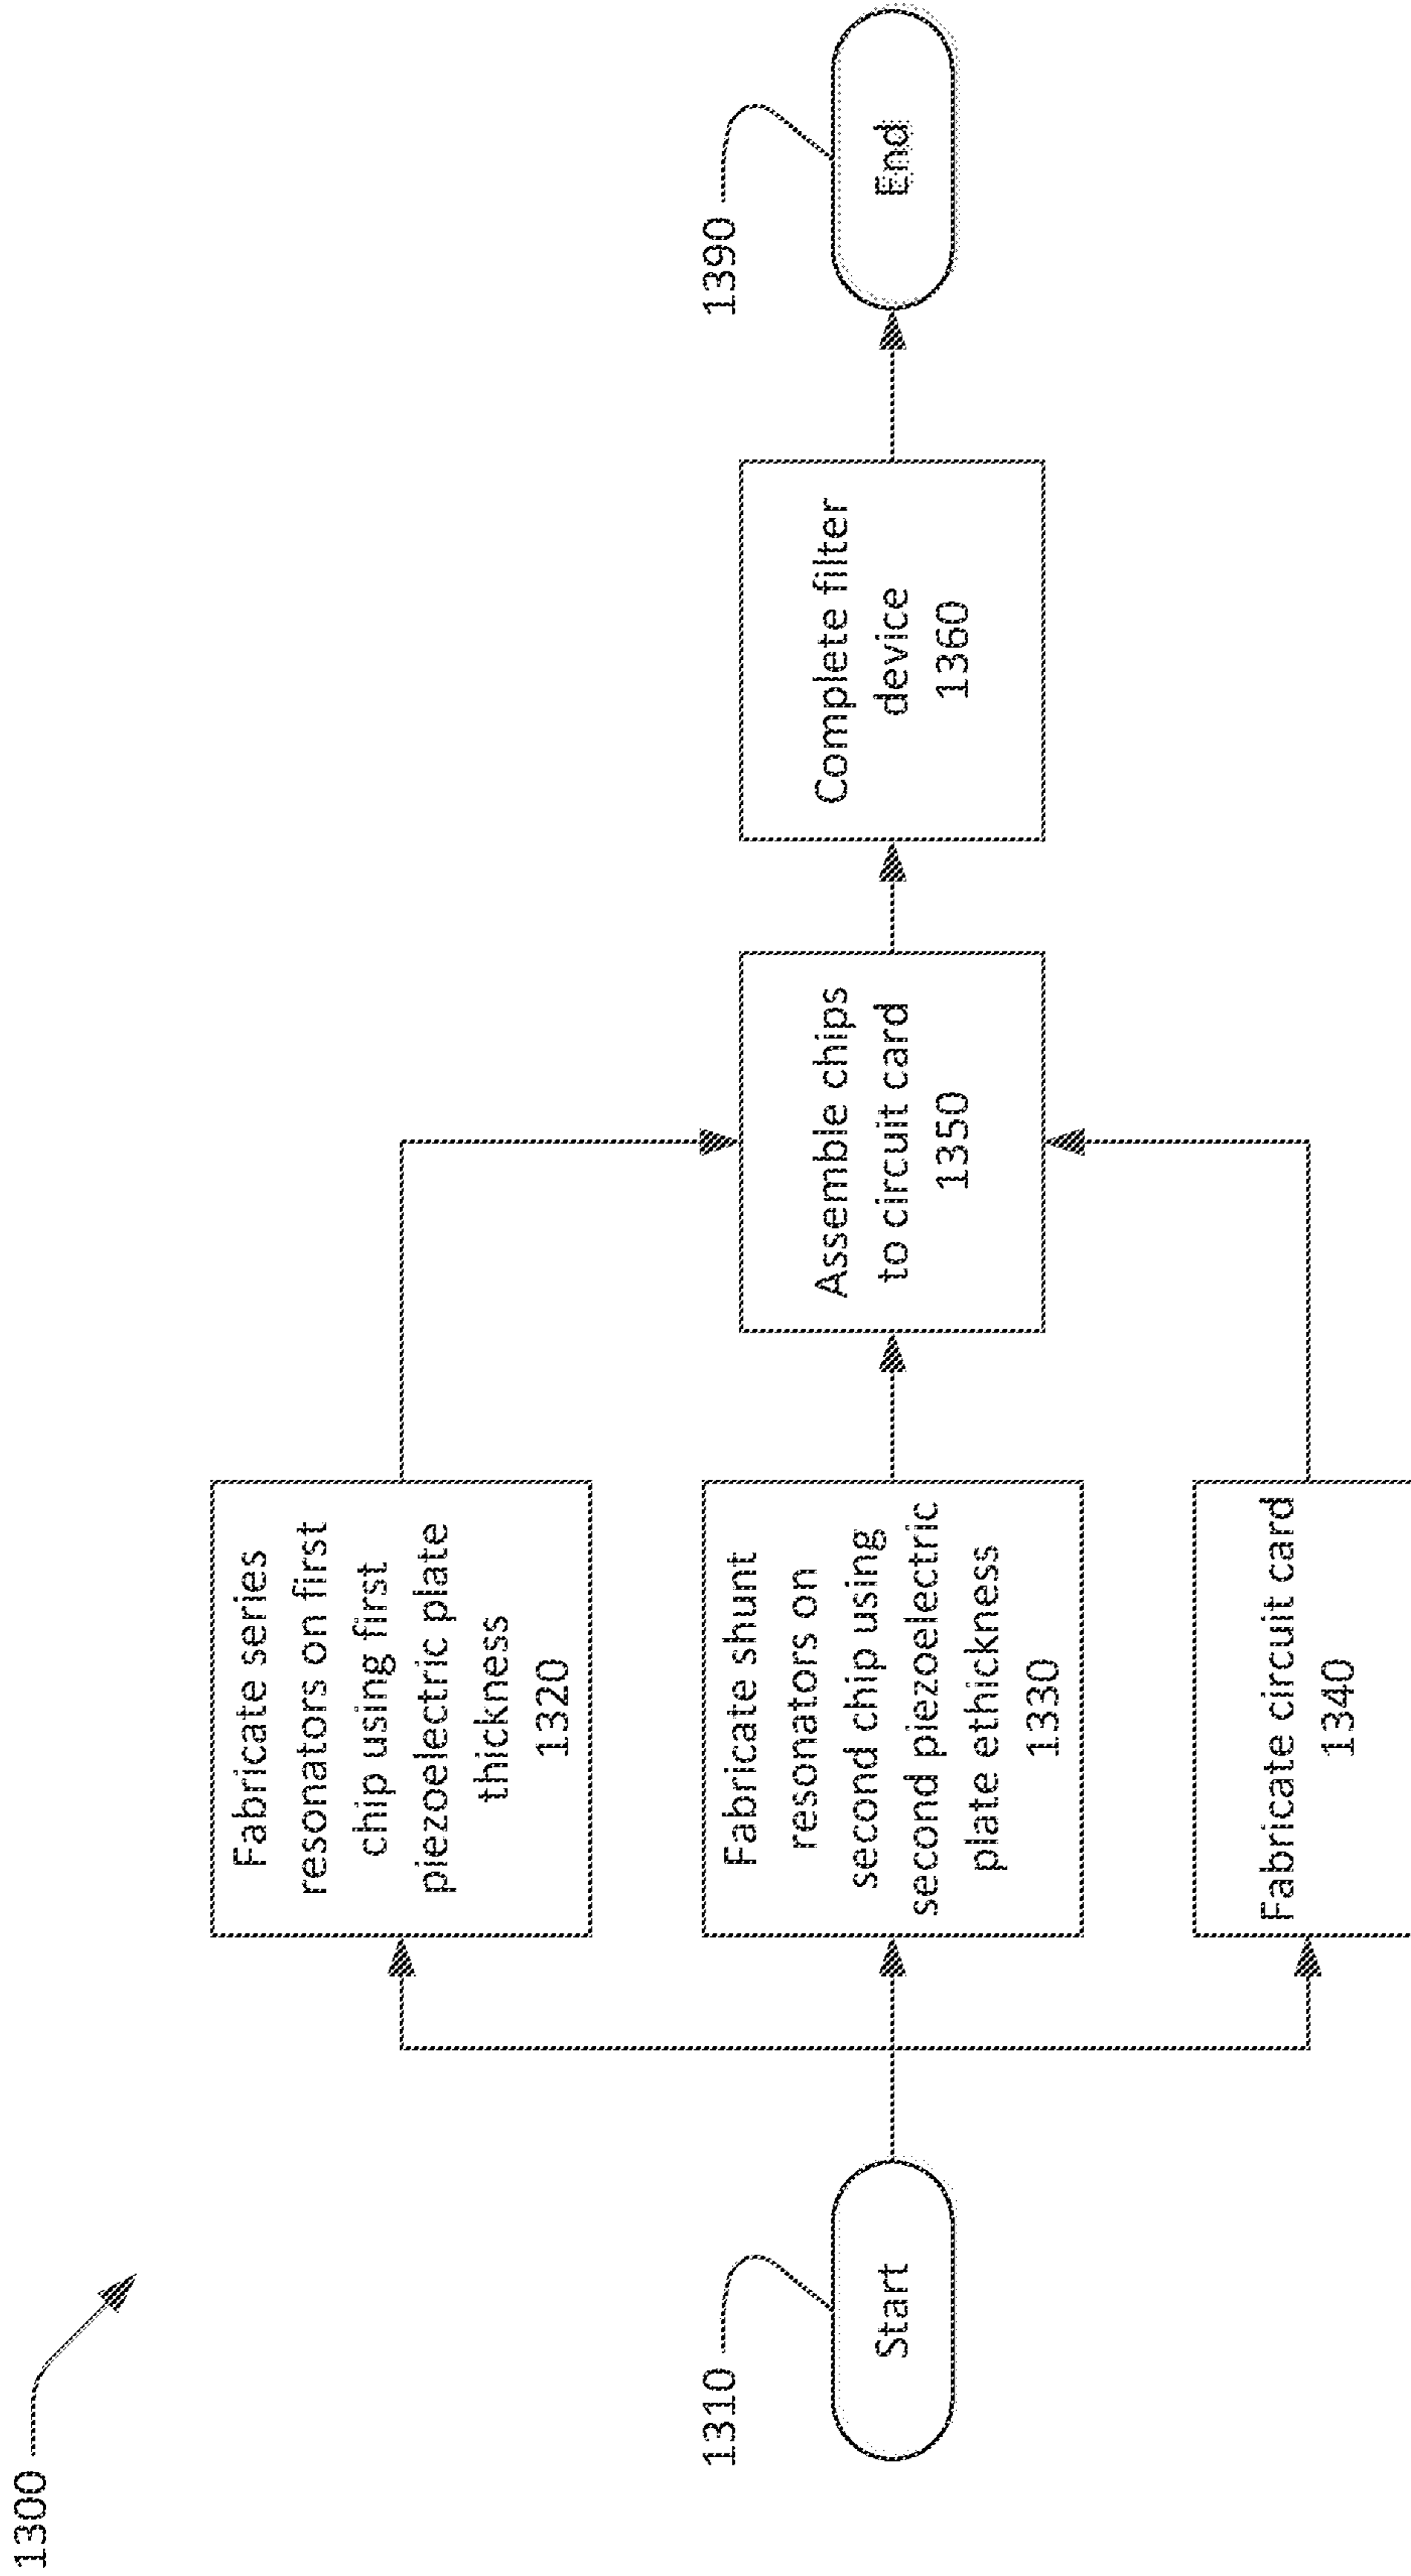 1300
1310
Start
Fabricate series
resonators on first
chip using first
piezoelectric plate
thickness
1320
Fabricate shunt
resonators on
second chip using
second piezoelectric
plate ethickness
1330
Fabricate circuit card
1340
Assemble chips
to circuit card
1350
Complete filter
device
1360
1390
End